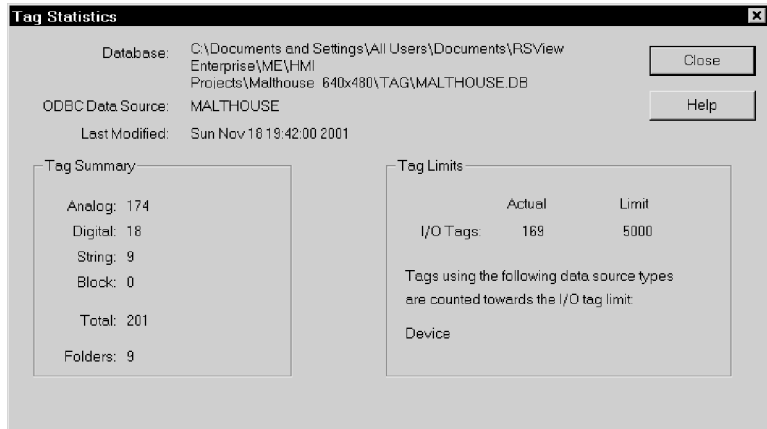 Tag Statistics
Database: C:\Documents and Settings\All Users\Documents\RSView
Enterprise\ME\HMI
Projects\Malthouse 640x480\TAG\MALTHOUSE.DB
Close
ODBC Data Source: MALTHOUSE
Help
Last Modified: Sun Nov 18 19:42:00 2001
Tag Summary
Analog: 174
Digital: 18
String: 9
Block: 0
Total: 201
Folders: 9
Tag Limits
Actual Limit
I/O Tags: 169 5000
Tags using the following data source types
are counted towards the I/O tag limit:
Device